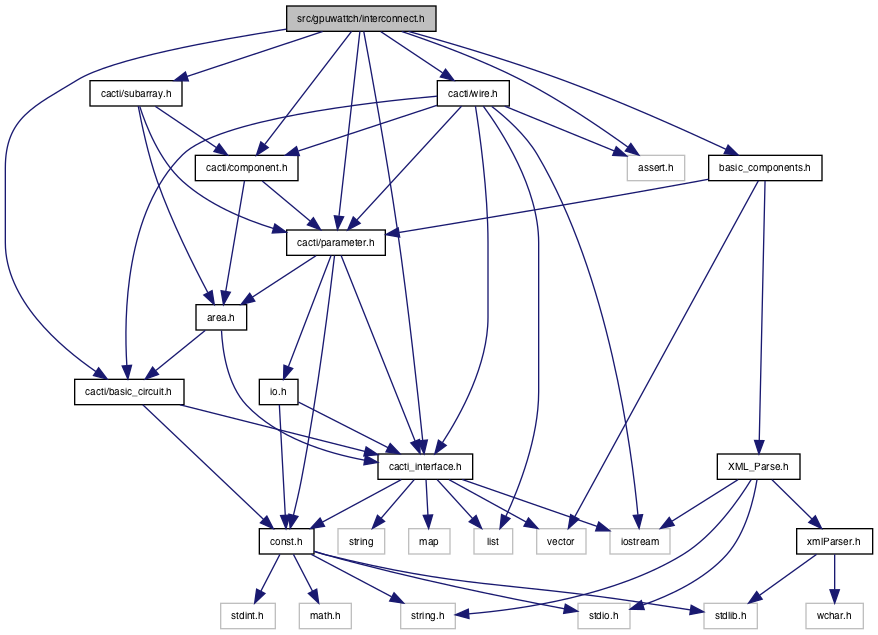 src/gpuwattch/interconnect.h
cacti/subarray.h
cacti/wire.h
cacti/component.h
assert.h
basic_components.h
cacti/parameter.h
area.h
cacti/basic_circuit.h
io.h
cacti_interface.h
XML_Parse.h
const.h
string
map
list
vector
iostream
xmlParser.h
stdint.h
math.h
string.h
stdio.h
stdlib.h
wchar.h